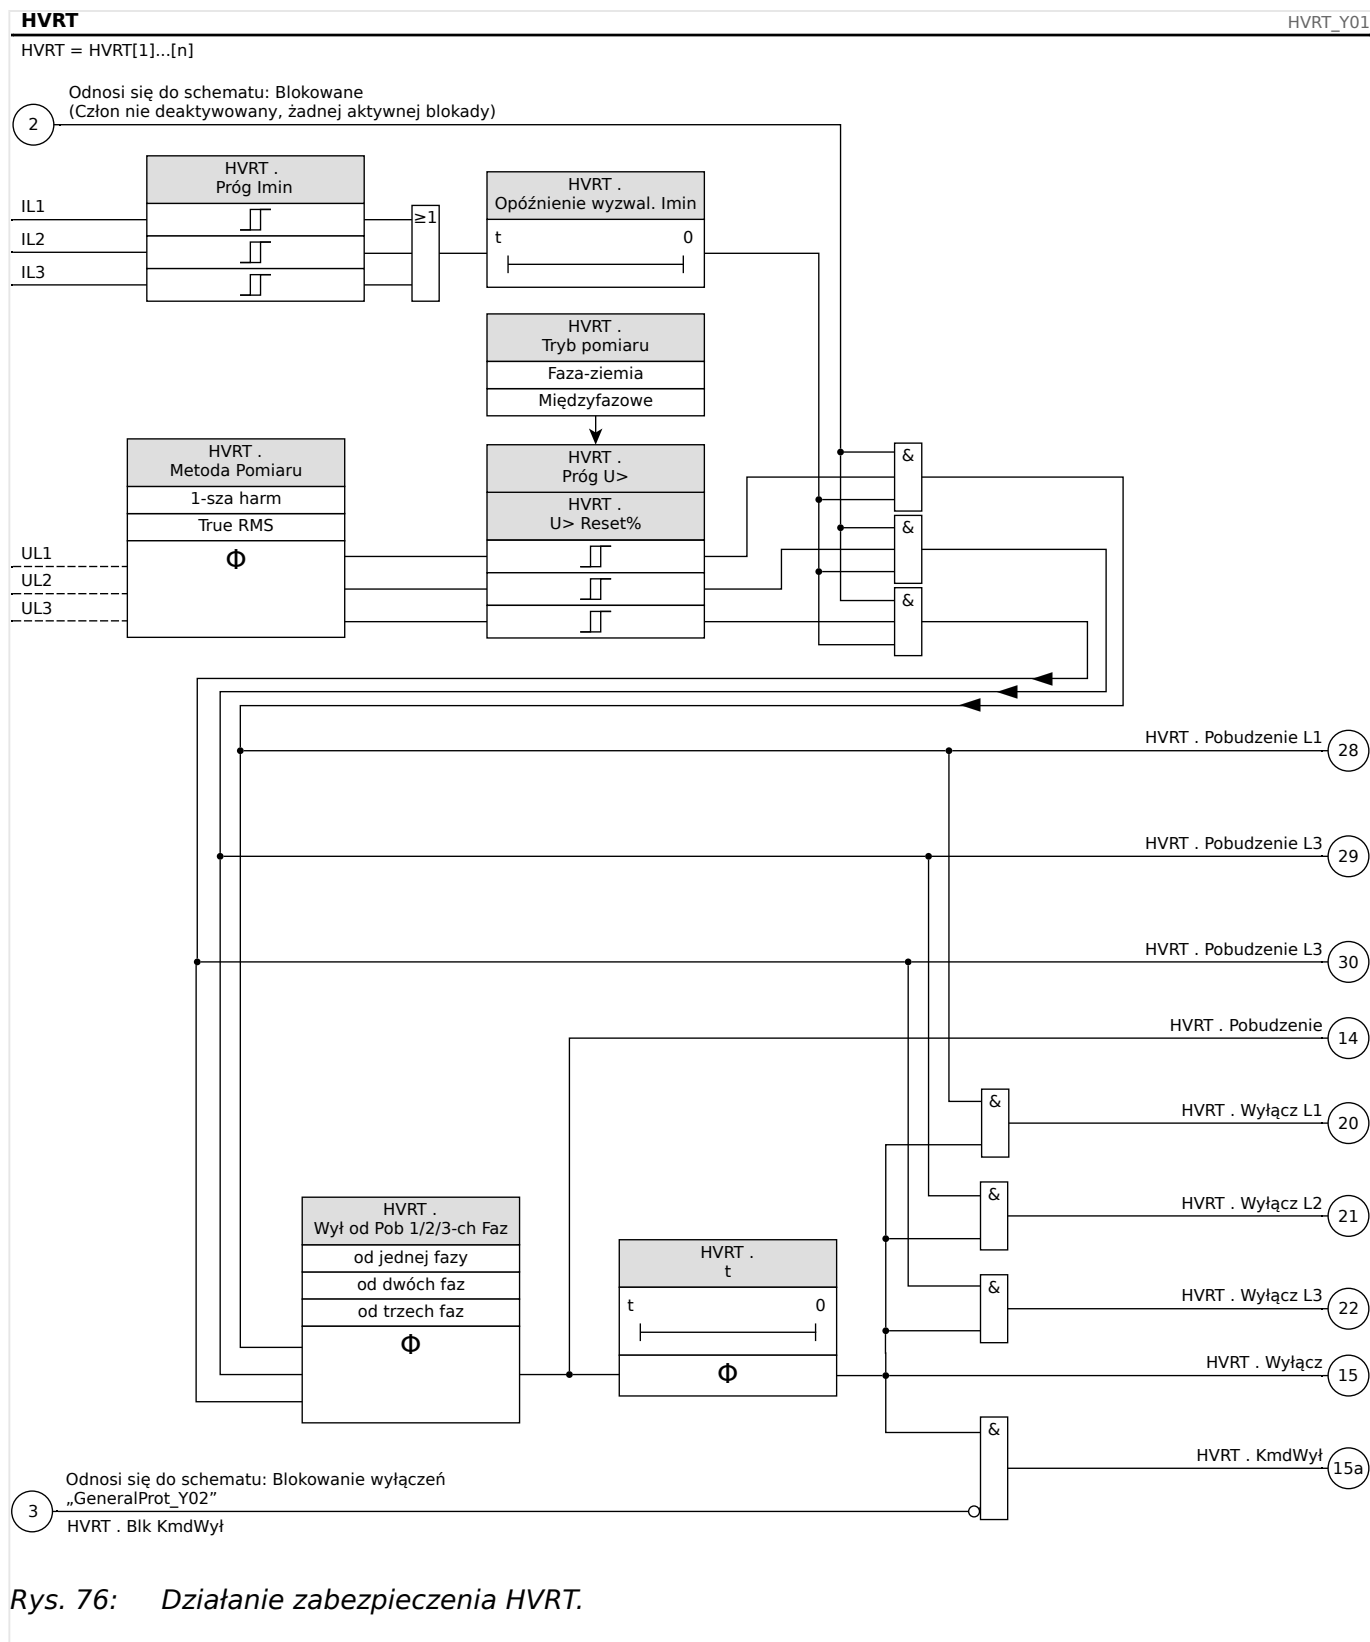 HVRT
HVRT_Y01
HVRT = HVRT[1]...[n]
Odnosi się do schematu: Blokowane
(Człon nie deaktywowany, żadnej aktywnej blokady)
2
HVRT .
Próg Imin
IL1
IL2
IL3
≥1
HVRT .
Opóźnienie wyzwal. Imin
t 0
HVRT .
Tryb pomiaru
Faza-ziemia
Międzyfazowe
HVRT .
Metoda Pomiaru
1-sza harm
True RMS
Φ
UL1
UL2
UL3
HVRT .
Próg U>
HVRT .
U> Reset%
&
&
&
HVRT . Pobudzenie L1
28
HVRT . Pobudzenie L3
29
HVRT . Pobudzenie L3
30
HVRT . Pobudzenie
14
&
HVRT . Wyłącz L1
20
&
HVRT . Wyłącz L2
21
&
HVRT . Wyłącz L3
22
HVRT .
Wył od Pob 1/2/3-ch Faz
od jednej fazy
od dwóch faz
od trzech faz
Φ
HVRT .
t
t 0
Φ
HVRT . Wyłącz
15
&
HVRT . KmdWył
15a
Odnosi się do schematu: Blokowanie wyłączeń
„GeneralProt_Y02”
3
HVRT . Blk KmdWył
Rys. 76: Działanie zabezpieczenia HVRT.